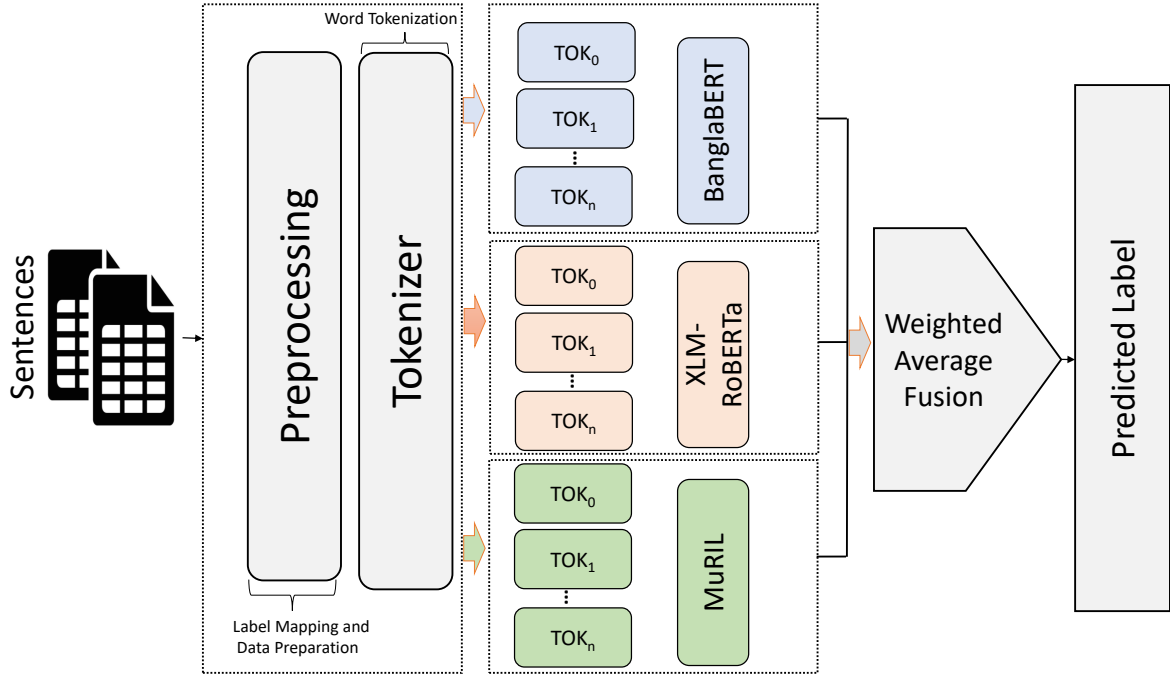 Sentences
Preprocessing
Label Mapping and
Data Preparation
Word Tokenization
Tokenizer
TOK₀
TOK₁
TOKₙ
BanglaBERT
TOK₀
TOK₁
TOKₙ
XLM-
RoBERTa
TOK₀
TOK₁
TOKₙ
MuRIL
Weighted
Average
Fusion
Predicted Label